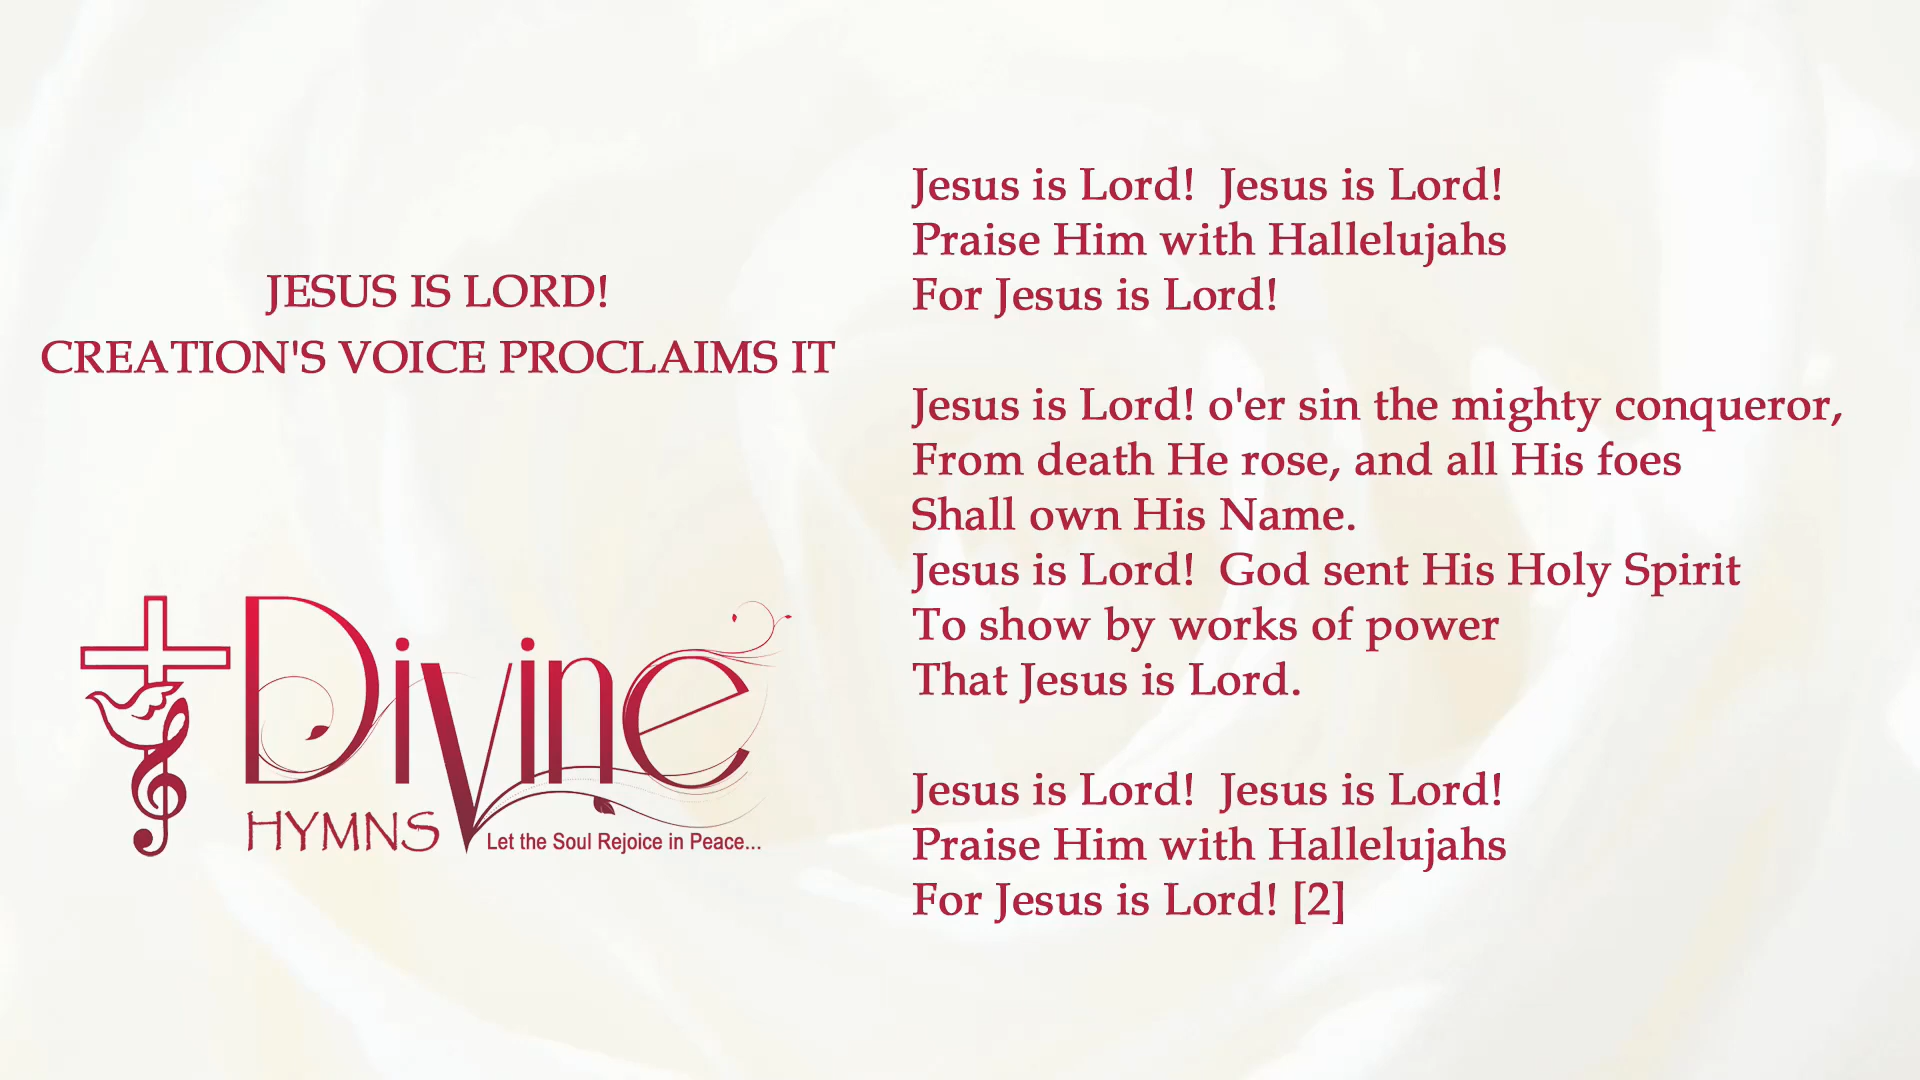 JESUS IS LORD!
CREATION'S VOICE PROCLAIMS IT
Divine
HYMNS
Let the Soul Rejoice in Peace...
Jesus is Lord!  Jesus is Lord!
Praise Him with Hallelujahs
For Jesus is Lord!
Jesus is Lord! o'er sin the mighty conqueror,
From death He rose, and all His foes
Shall own His Name.
Jesus is Lord!  God sent His Holy Spirit
To show by works of power
That Jesus is Lord.
Jesus is Lord!  Jesus is Lord!
Praise Him with Hallelujahs
For Jesus is Lord! [2]